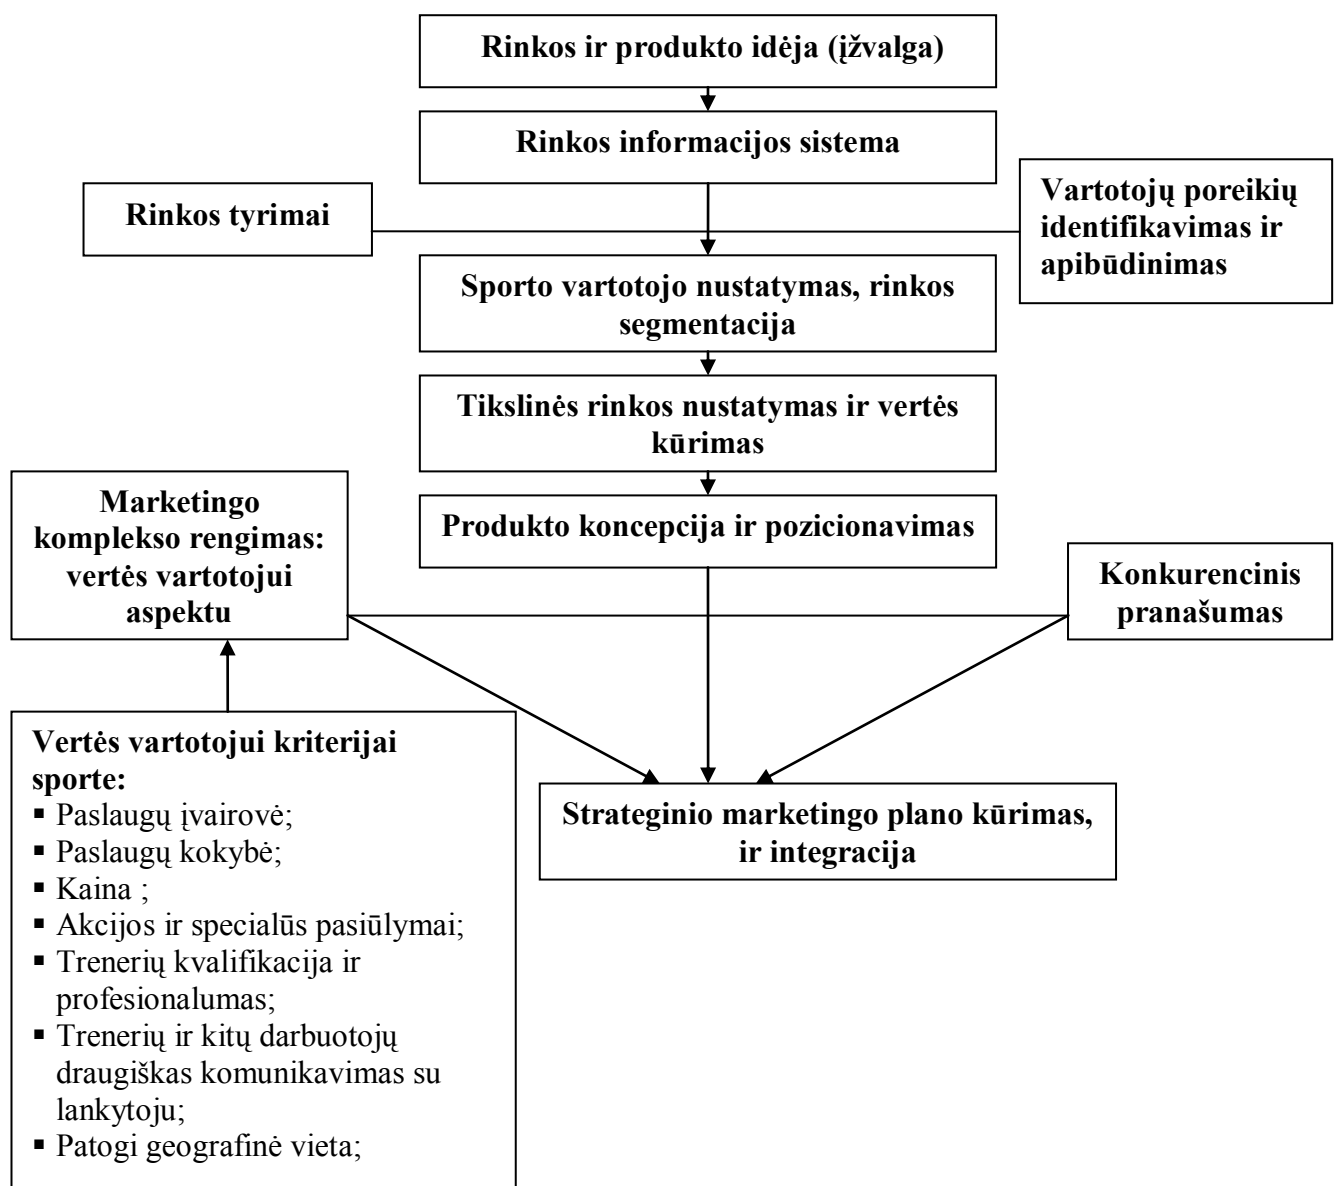 Rinkos ir produkto idėja (įžvalga)
Rinkos informacijos sistema
Rinkos tyrimai
Vartotojų poreikių
identifikavimas ir
apibūdinimas
Sporto vartotojo nustatymas, rinkos
segmentacija
Tikslinės rinkos nustatymas ir vertės
kūrimas
Marketingo
komplekso rengimas:
vertės vartotojui
aspektu
Produkto koncepcija ir pozicionavimas
Konkurencinis
pranašumas
Vertės vartotojui kriterijai
sporte:
▪ Paslaugų įvairovė;
▪ Paslaugų kokybė;
▪ Kaina ;
▪ Akcijos ir specialūs pasiūlymai;
▪ Trenerių kvalifikacija ir
profesionalumas;
▪ Trenerių ir kitų darbuotojų
draugiškas komunikavimas su
lankytoju;
▪ Patogi geografinė vieta;
Strateginio marketingo plano kūrimas,
ir integracija